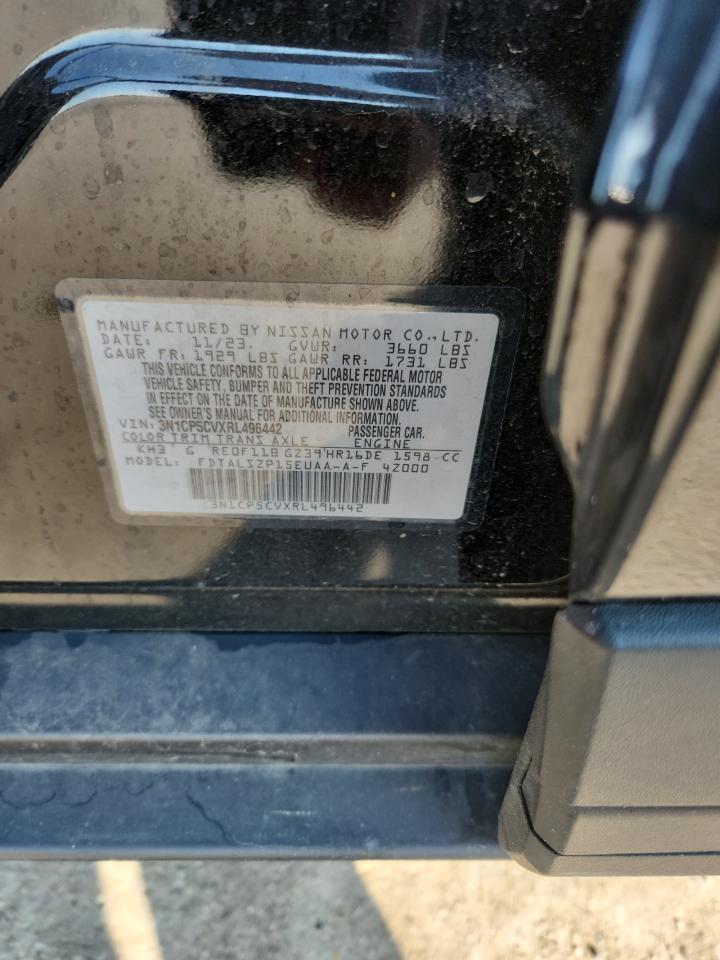 MANUFACTURED BY NISSAN MOTOR CO., LTD.
DATE: 11/23. GVWR: 3660 LBS
GAWR FR: 1929 LBS GAWR RR: 1731 LBS
THIS VEHICLE CONFORMS TO ALL APPLICABLE FEDERAL MOTOR
VEHICLE SAFETY, BUMPER AND THEFT PREVENTION STANDARDS
IN EFFECT ON THE DATE OF MANUFACTURE SHOWN ABOVE.
SEE OWNER'S MANUAL FOR ADDITIONAL INFORMATION.
VIN: 3N1CP5CVXRL496442 PASSENGER CAR.
COLOR TRIM TRANS AXLE ENGINE
KH3 G RE0F11B GZ39 HR16DE 1598 CC
MODEL: FDTALSZP15EUAA-A-F 4Z000
3N1CP5CVXRL496442